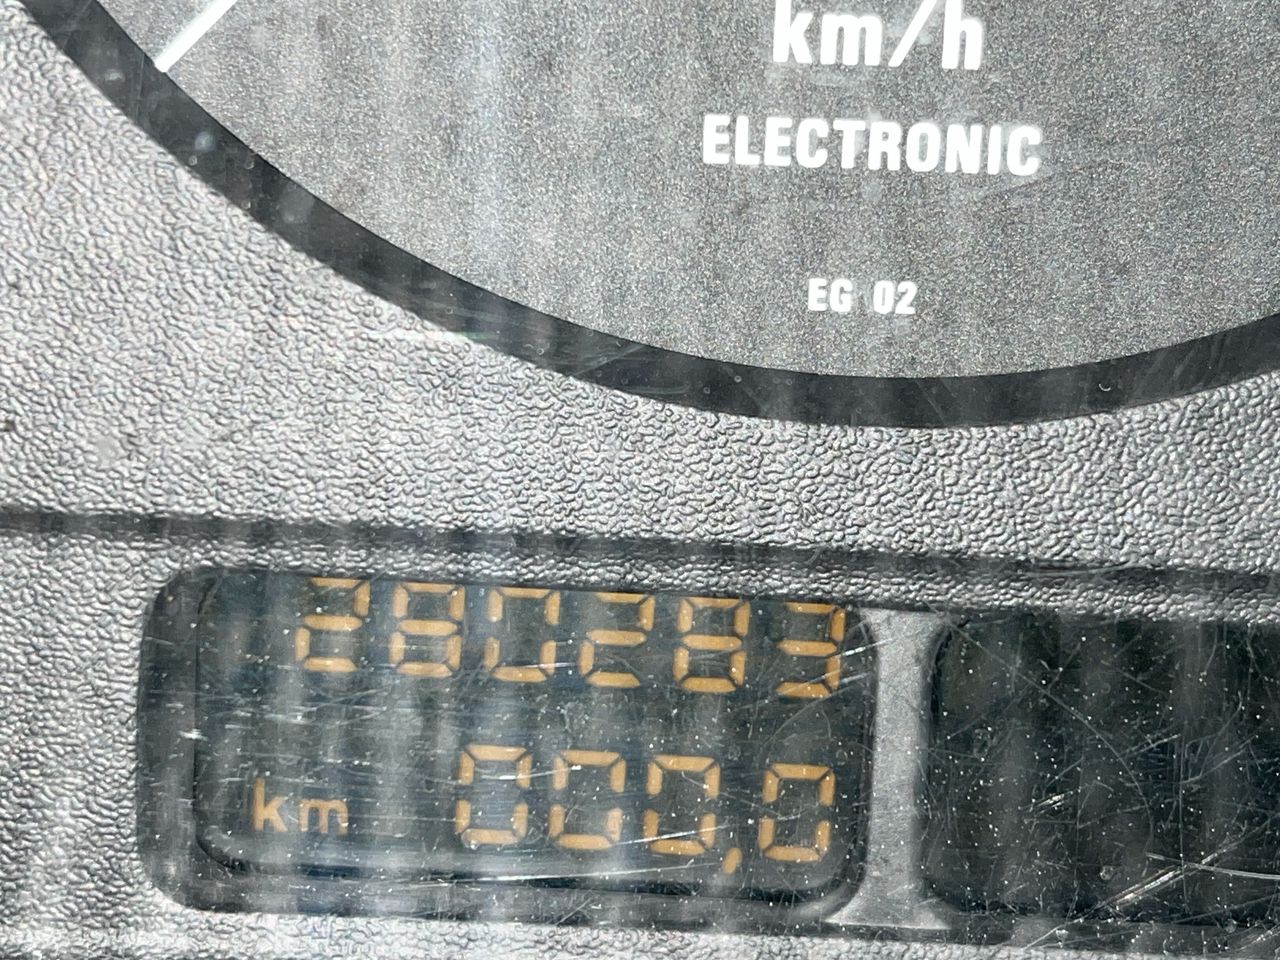 km/h
ELECTRONIC
EG 02
280283
km 000,0